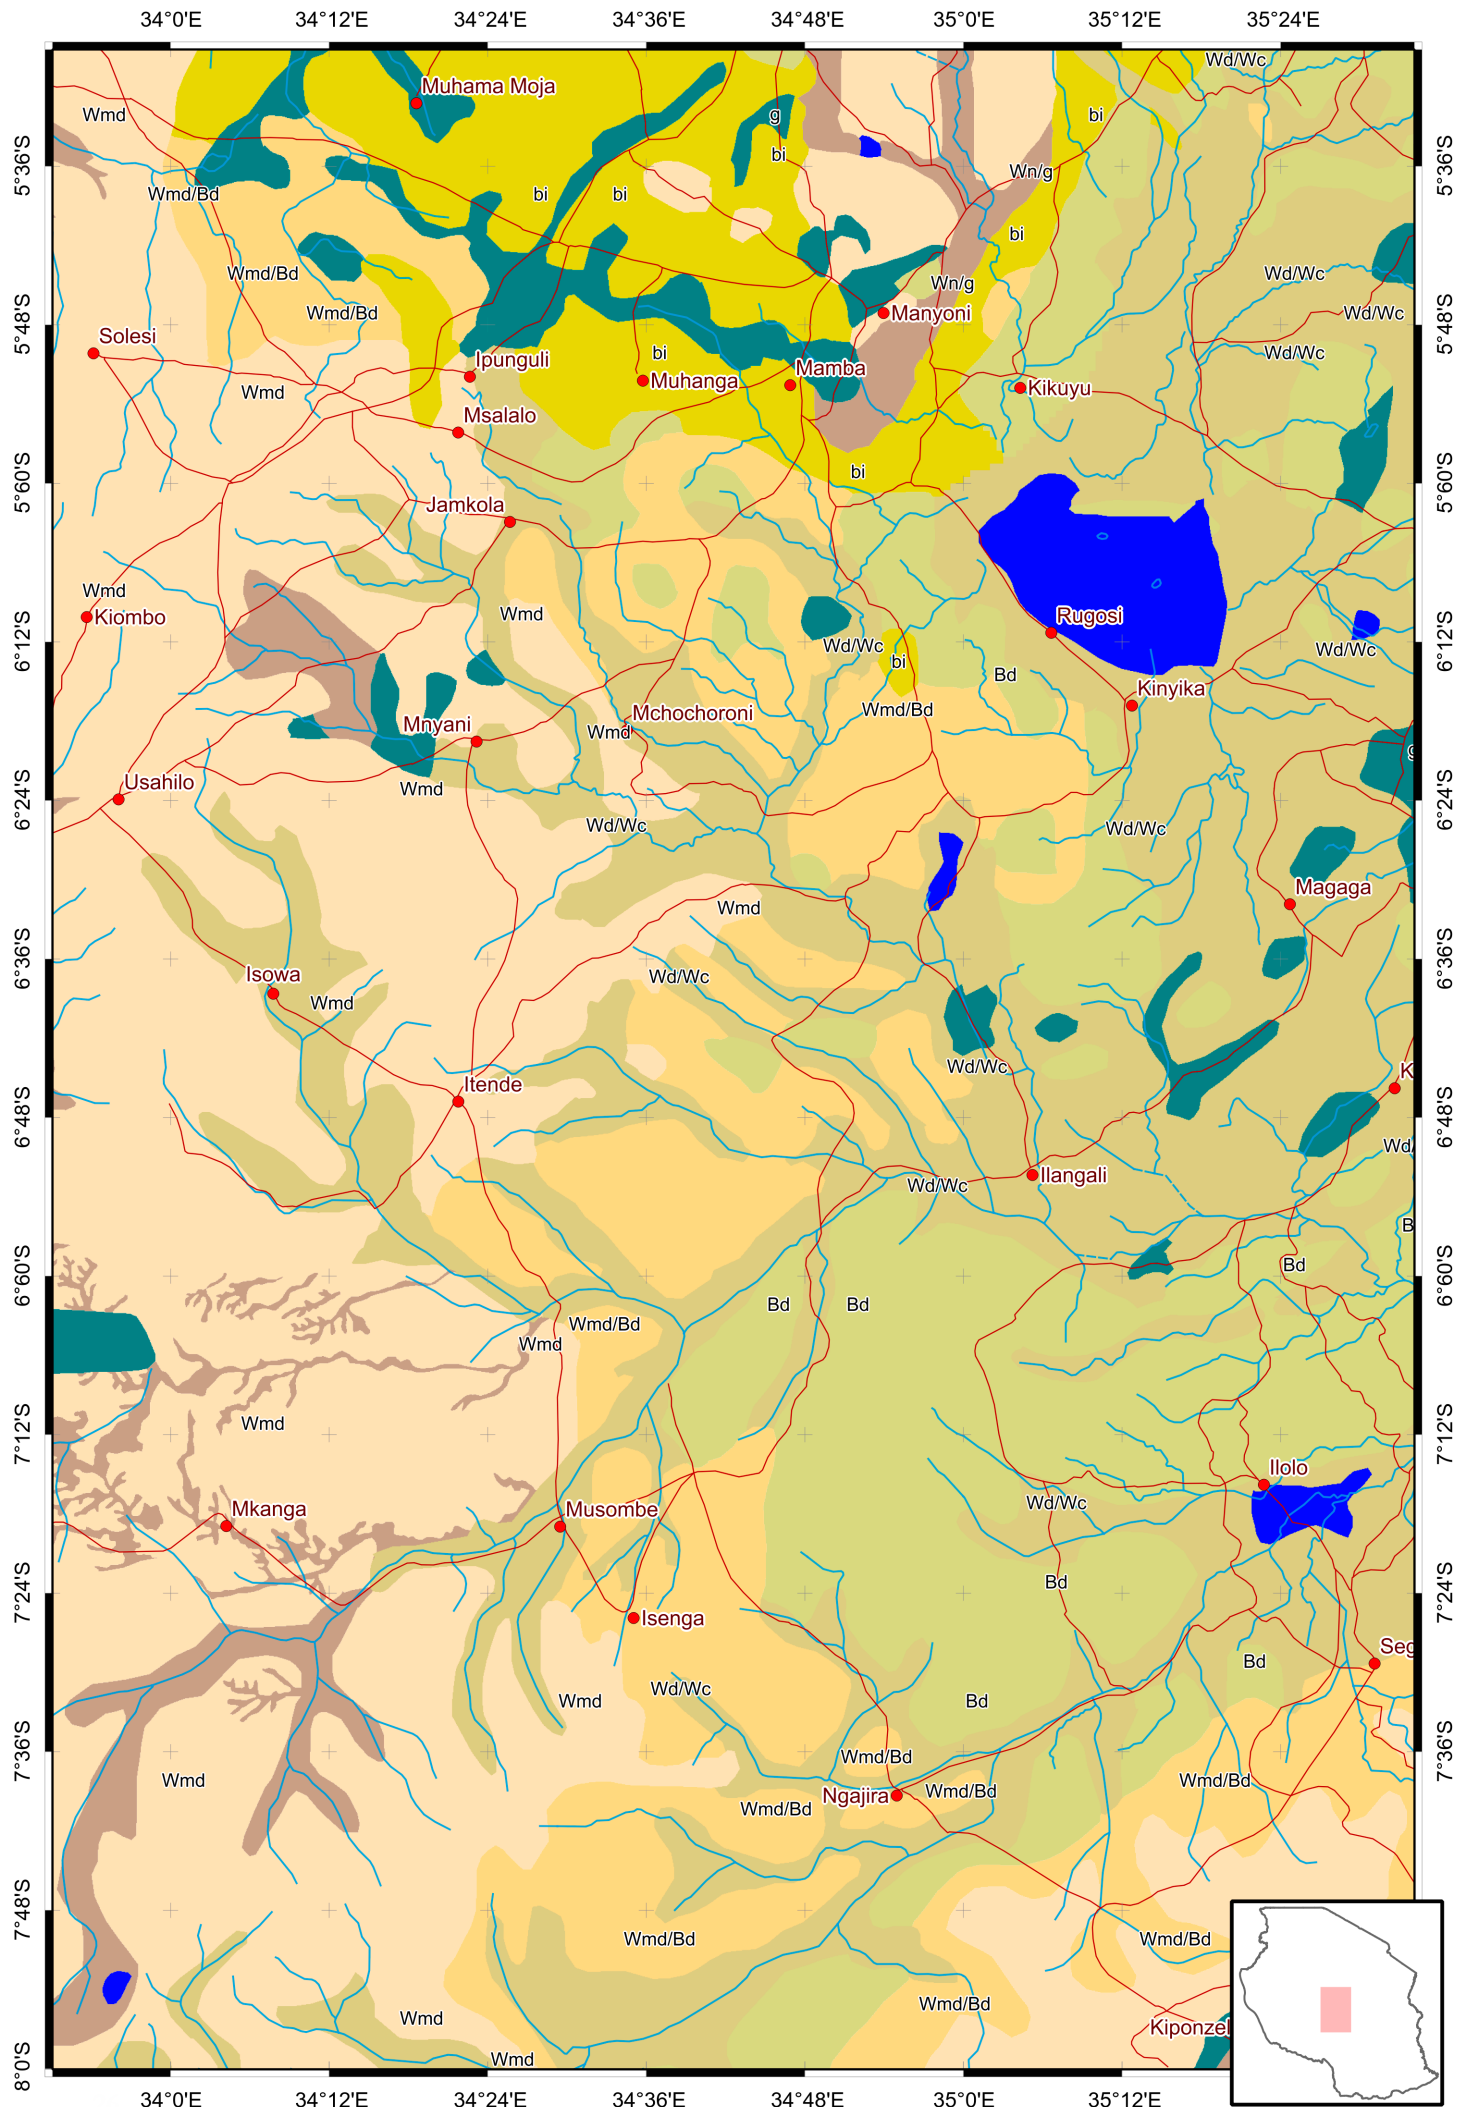 34°0'E 34°12'E 34°24'E 34°36'E 34°48'E 35°0'E 35°12'E 35°24'E
Wd/Wc
Muhama Moja
Wmd
g
bi
bi
5°36'S
5°36'S
Wn/g
Wmd/Bd
bi
bi
bi
Wmd/Bd
Wn/g
Wd/Wc
Wmd/Bd
Manyoni
Wd/Wc
5°48'S
5°48'S
Solesi
Ipunguli
bi
Wd/Wc
Mamba
Muhanga
Wmd
Kikuyu
Msalalo
bi
5°60'S
5°60'S
Jamkola
Wmd
Kiombo
Wmd
Rugosi
6°12'S
6°12'S
Wd/Wc
Wd/Wc
bi
Bd
Kinyika
Wmd/Bd
Mchochoroni
Mnyani
Wmd
g
Usahilo
Wmd
6°24'S
6°24'S
Wd/Wc
Wd/Wc
Magaga
Wmd
6°36'S
6°36'S
Isowa
Wd/Wc
Wmd
Wd/Wc
K
Itende
6°48'S
6°48'S
Wd/
Ilangali
Wd/Wc
B
6°60'S
6°60'S
Bd
Bd
Bd
Wmd/Bd
Wmd
Wmd
7°12'S
7°12'S
Ilolo
Mkanga
Musombe
Wd/Wc
7°24'S
7°24'S
Bd
Isenga
Seg
Bd
Wd/Wc
Wmd
Bd
7°36'S
7°36'S
Wmd/Bd
Wmd
Wmd/Bd
Ngajira
Wmd/Bd
Wmd/Bd
7°48'S
Wmd/Bd
Wmd/Bd
Wmd/Bd
Wmd
Kiponzel
Wmd
8°0'S
34°0'E 34°12'E 34°24'E 34°36'E 34°48'E 35°0'E 35°12'E